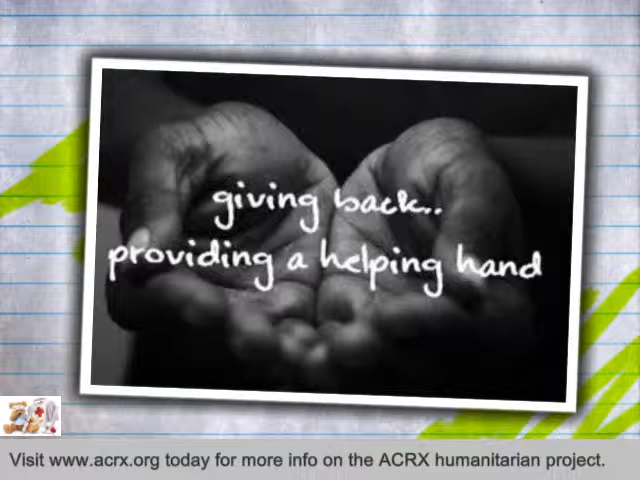 giving back..
providing a helping hand
Visit www.acrx.org today for more info on the ACRX humanitarian project.